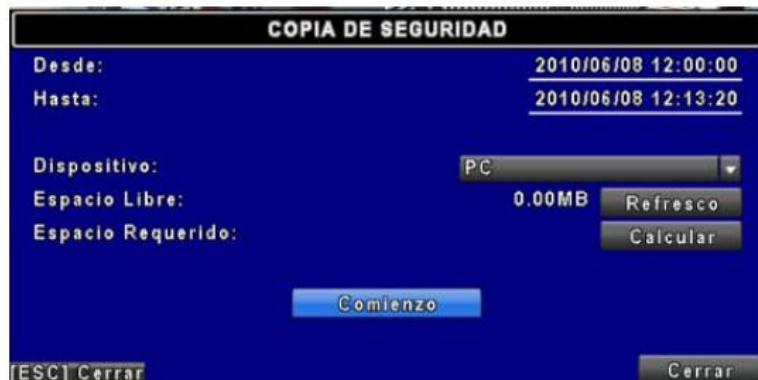 COPIA DE SEGURIDAD
Desde: 2010/06/08 12:00:00
Hasta: 2010/06/08 12:13:20
Dispositivo: PC
Espacio Libre: 0.00MB Refresco
Espacio Requerido: Calcular
Comienzo
[ESC] Cerrar Cerrar